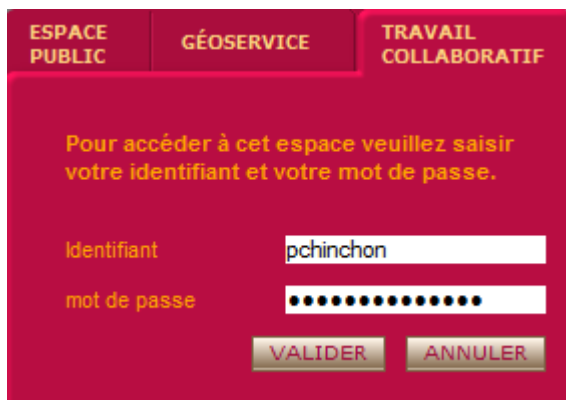 ESPACE PUBLIC
GÉOSERVICE
TRAVAIL COLLABORATIF
Pour accéder à cet espace veuillez saisir
votre identifiant et votre mot de passe.
Identifiant pchinchon
mot de passe ••••••••••••••
VALIDER ANNULER